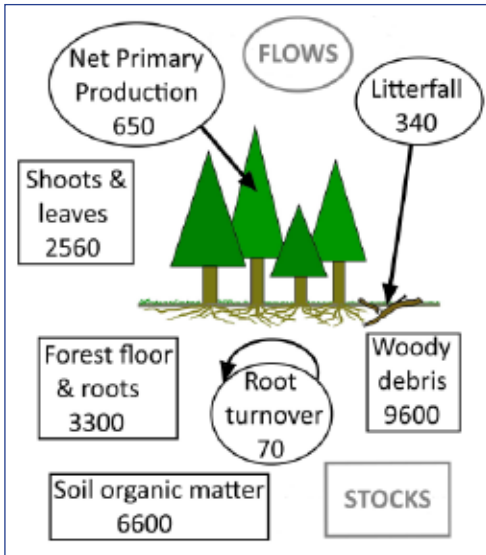 Net Primary
Production
650
FLOWS
Litterfall
340
Shoots &
leaves
2560
Forest floor
& roots
3300
Root
turnover
70
Woody
debris
9600
Soil organic matter
6600
STOCKS